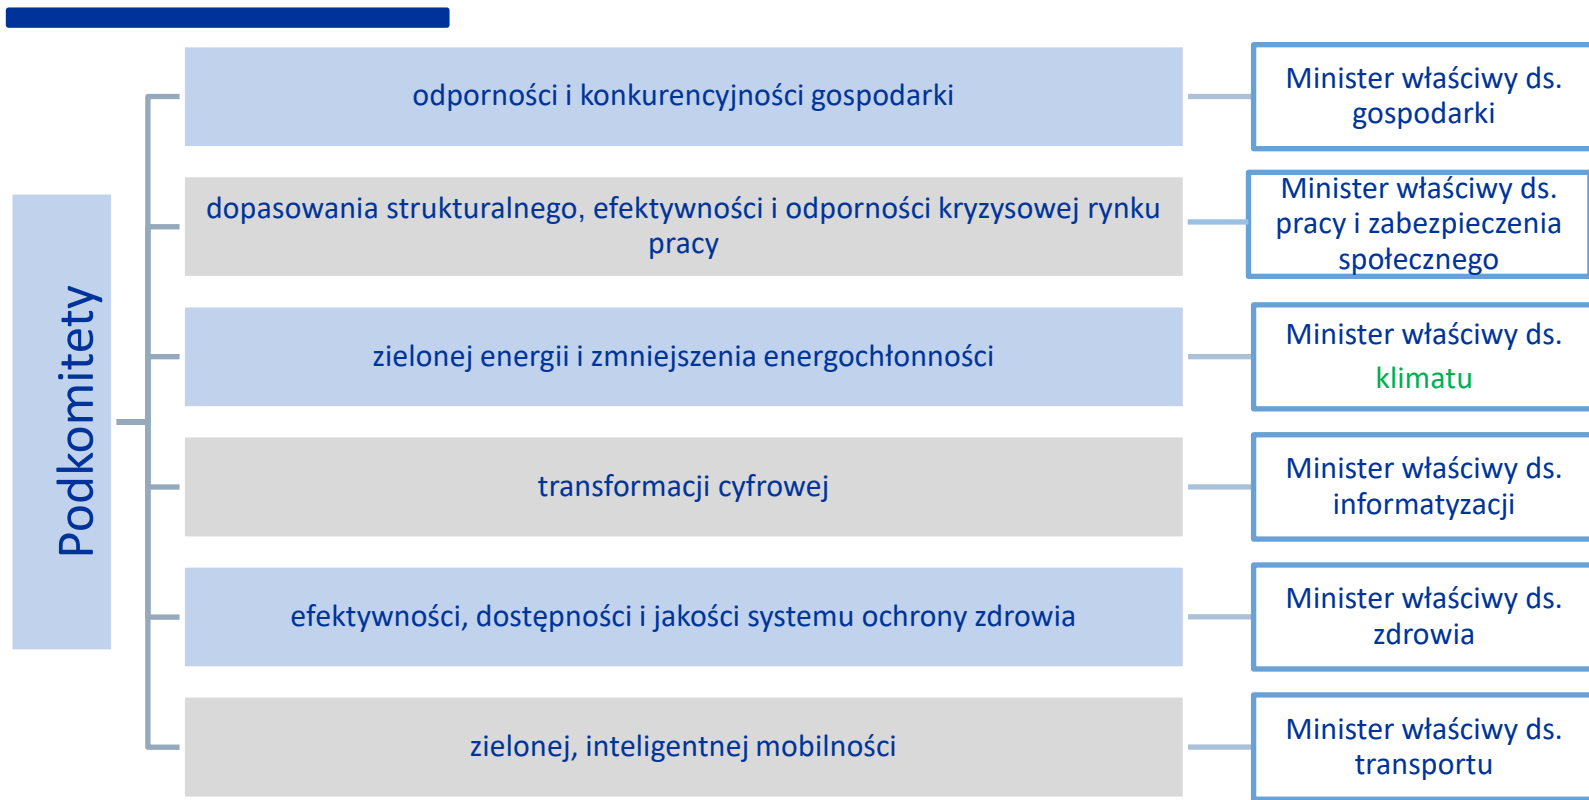 Podkomitety
odporności i konkurencyjności gospodarki
Minister właściwy ds.
gospodarki
dopasowania strukturalnego, efektywności i odporności kryzysowej rynku
pracy
Minister właściwy ds.
pracy i zabezpieczenia
społecznego
zielonej energii i zmniejszenia energochłonności
Minister właściwy ds.
klimatu
transformacji cyfrowej
Minister właściwy ds.
informatyzacji
efektywności, dostępności i jakości systemu ochrony zdrowia
Minister właściwy ds.
zdrowia
zielonej, inteligentnej mobilności
Minister właściwy ds.
transportu